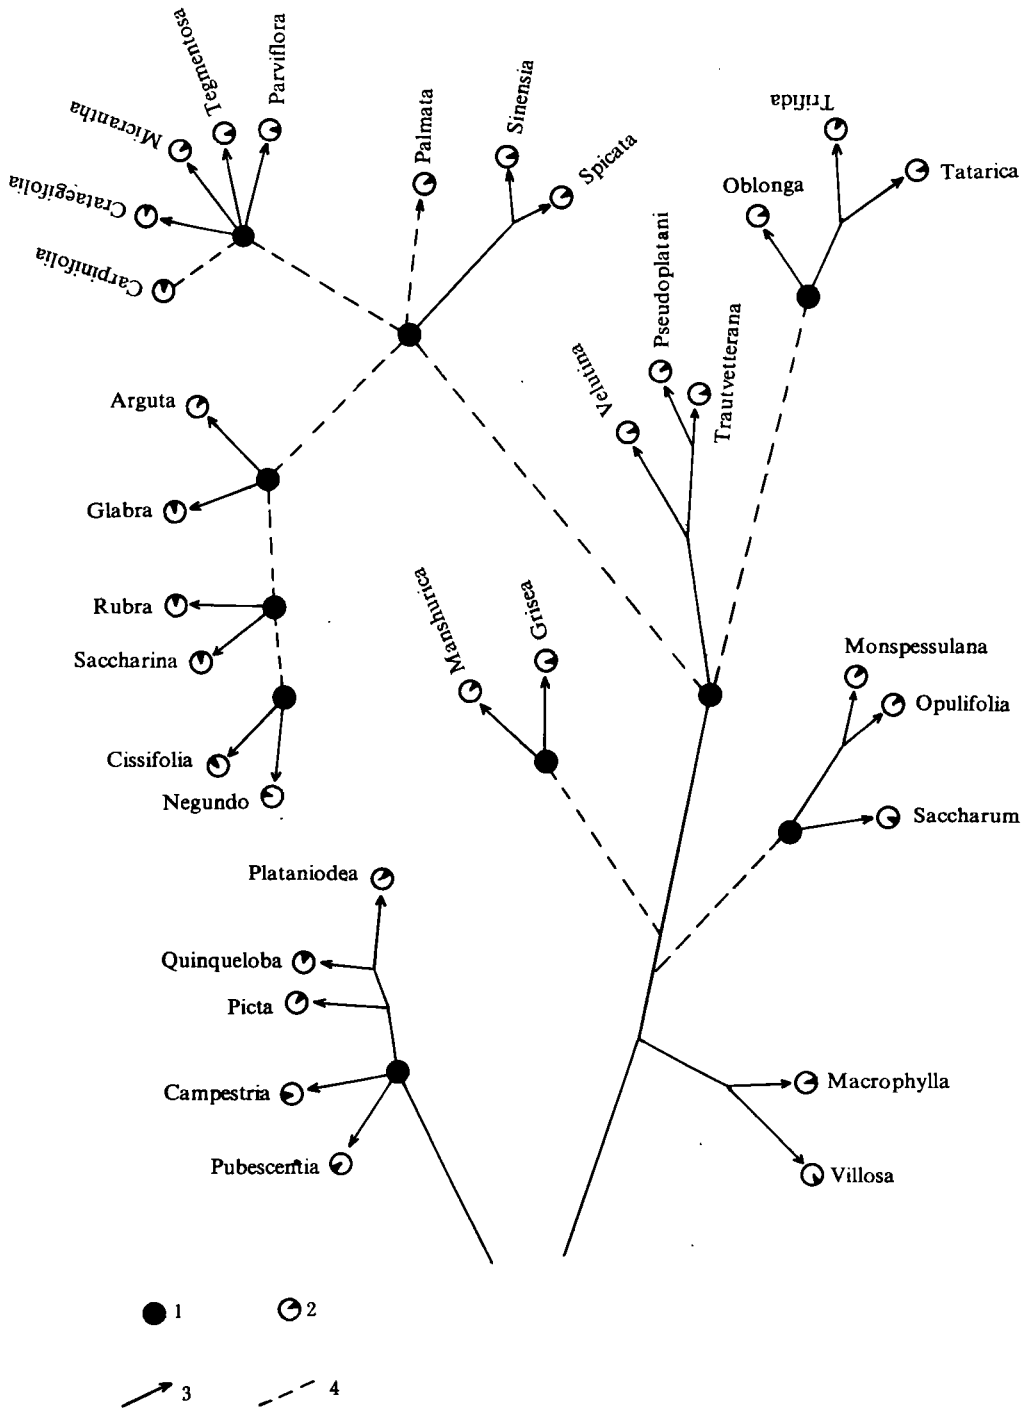 Tegmentosa
Parviflora
Micrantha
Crataegifolia
Carpinifolia
Palmata
Sinensia
Spicata
Trifida
Oblonga
Tatarica
Arguta
Glabra
Rubra
Saccharina
Cissifolia
Negundo
Velutina
Pseudoplatani
Trautvetterana
Manshurica
Grisea
Monspessulana
Opulifolia
Saccharum
Plataniodea
Quinqueloba
Picta
Campestria
Pubescentia
Macrophylla
Villosa
1
2
3
4